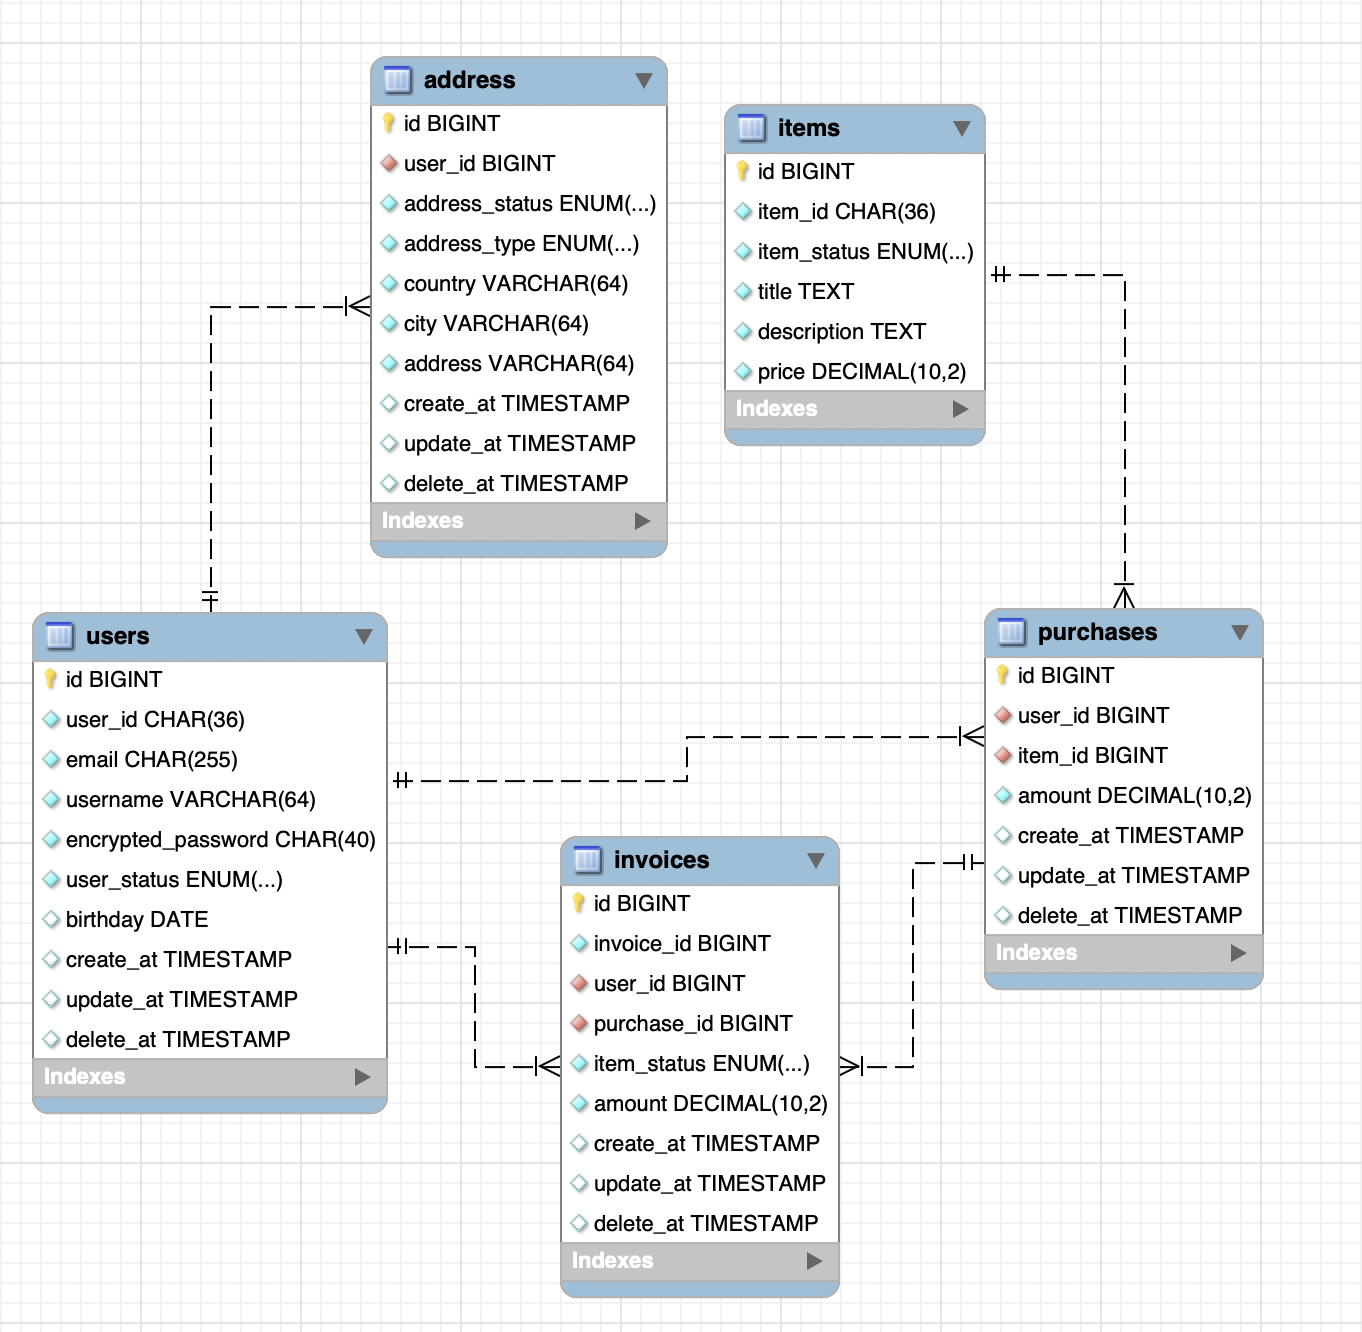 address
id BIGINT
user_id BIGINT
address_status ENUM(...)
address_type ENUM(...)
country VARCHAR(64)
city VARCHAR(64)
address VARCHAR(64)
create_at TIMESTAMP
update_at TIMESTAMP
delete_at TIMESTAMP
Indexes
items
id BIGINT
item_id CHAR(36)
item_status ENUM(...)
title TEXT
description TEXT
price DECIMAL(10,2)
Indexes
users
id BIGINT
user_id CHAR(36)
email CHAR(255)
username VARCHAR(64)
encrypted_password CHAR(40)
user_status ENUM(...)
birthday DATE
create_at TIMESTAMP
update_at TIMESTAMP
delete_at TIMESTAMP
Indexes
purchases
id BIGINT
user_id BIGINT
item_id BIGINT
amount DECIMAL(10,2)
create_at TIMESTAMP
update_at TIMESTAMP
delete_at TIMESTAMP
Indexes
invoices
id BIGINT
invoice_id BIGINT
user_id BIGINT
purchase_id BIGINT
item_status ENUM(...)
amount DECIMAL(10,2)
create_at TIMESTAMP
update_at TIMESTAMP
delete_at TIMESTAMP
Indexes